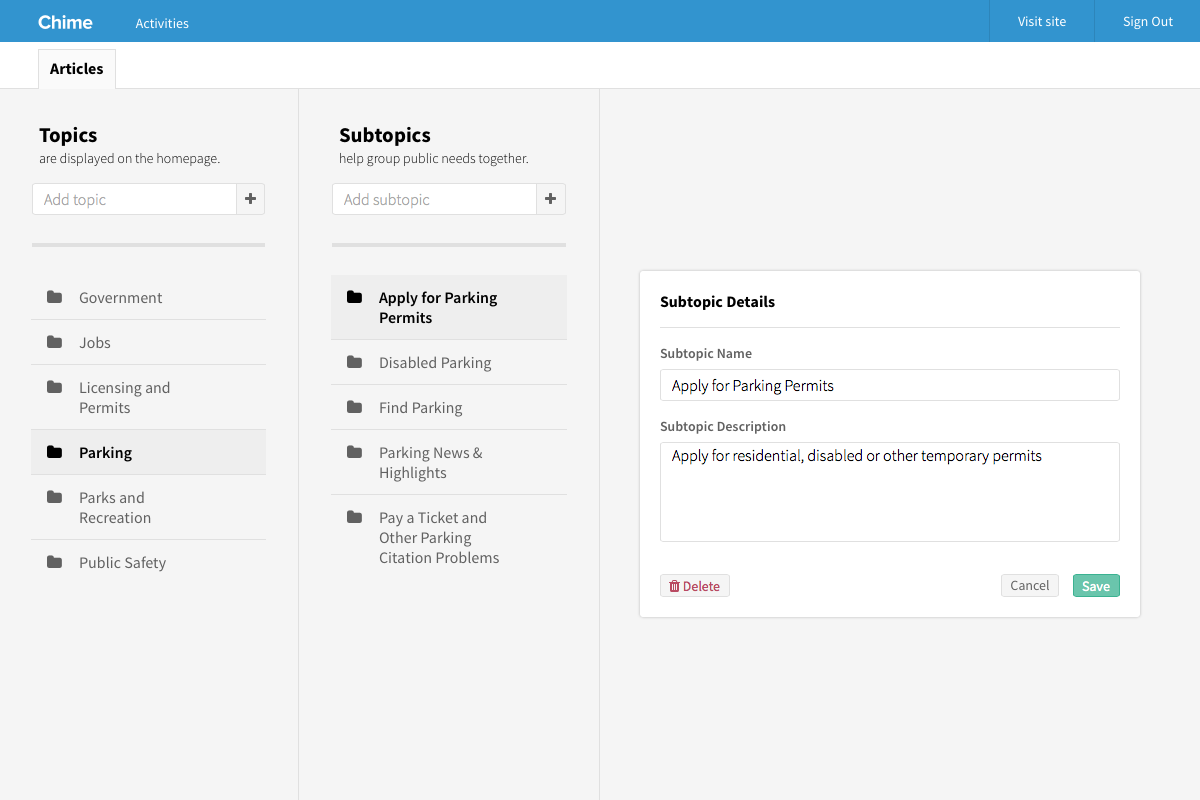 Chime
Activities
Visit site
Sign Out
Articles
Topics
are displayed on the homepage.
Add topic
Government
Jobs
Licensing and
Permits
Parking
Parks and
Recreation
Public Safety
Subtopics
help group public needs together.
Add subtopic
Apply for Parking
Permits
Disabled Parking
Find Parking
Parking News &
Highlights
Pay a Ticket and
Other Parking
Citation Problems
Subtopic Details
Subtopic Name
Apply for Parking Permits
Subtopic Description
Apply for residential, disabled or other temporary permits
Delete
Cancel
Save